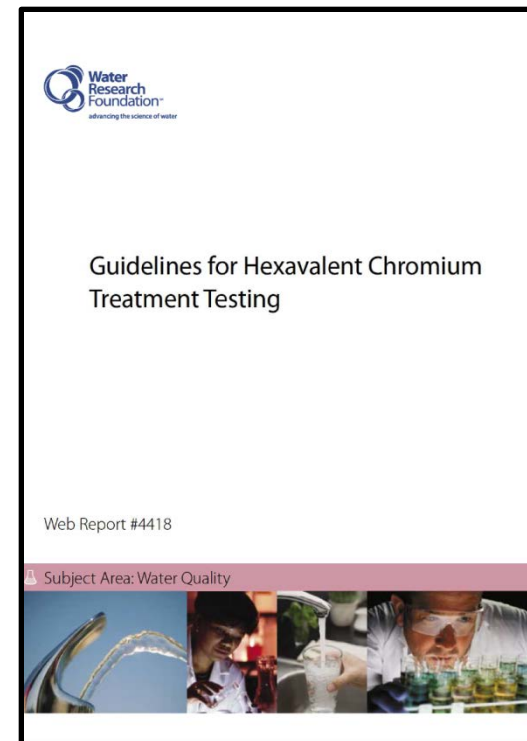 Water
Research
Foundation™
advancing the science of water
Guidelines for Hexavalent Chromium
Treatment Testing
Web Report #4418
Subject Area: Water Quality